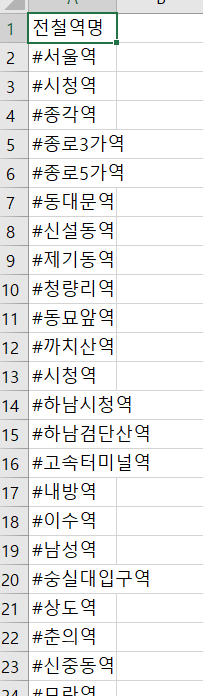 A
1 전철역명
2 #서울역
3 #시청역
4 #종각역
5 #종로3가역
6 #종로5가역
7 #동대문역
8 #신설동역
9 #제기동역
10 #청량리역
11 #동묘앞역
12 #까치산역
13 #시청역
14 #하남시청역
15 #하남검단산역
16 #고속터미널역
17 #내방역
18 #이수역
19 #남성역
20 #숭실대입구역
21 #상도역
22 #춘의역
23 #신중동역